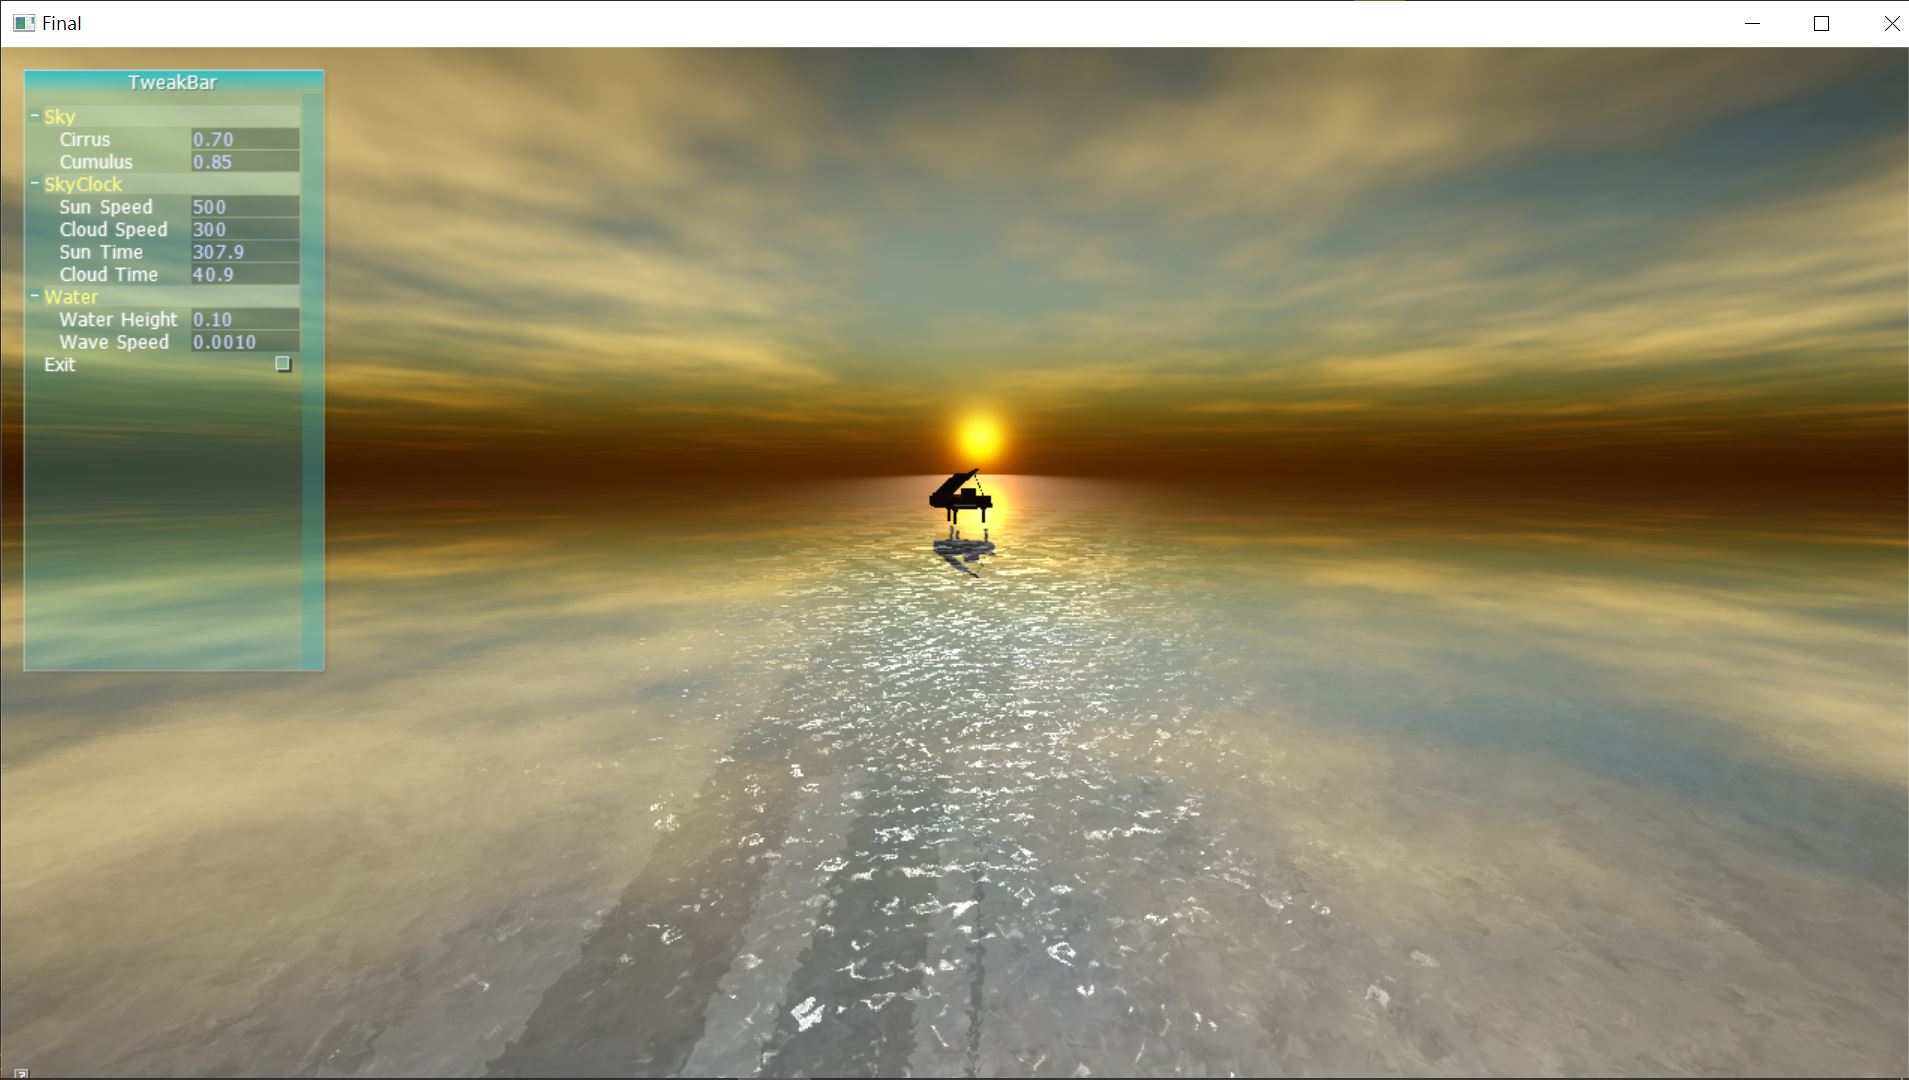 Final
TweakBar
− Sky
Cirrus 0.70
Cumulus 0.85
− SkyClock
Sun Speed 500
Cloud Speed 300
Sun Time 307.9
Cloud Time 40.9
− Water
Water Height 0.10
Wave Speed 0.0010
Exit
?